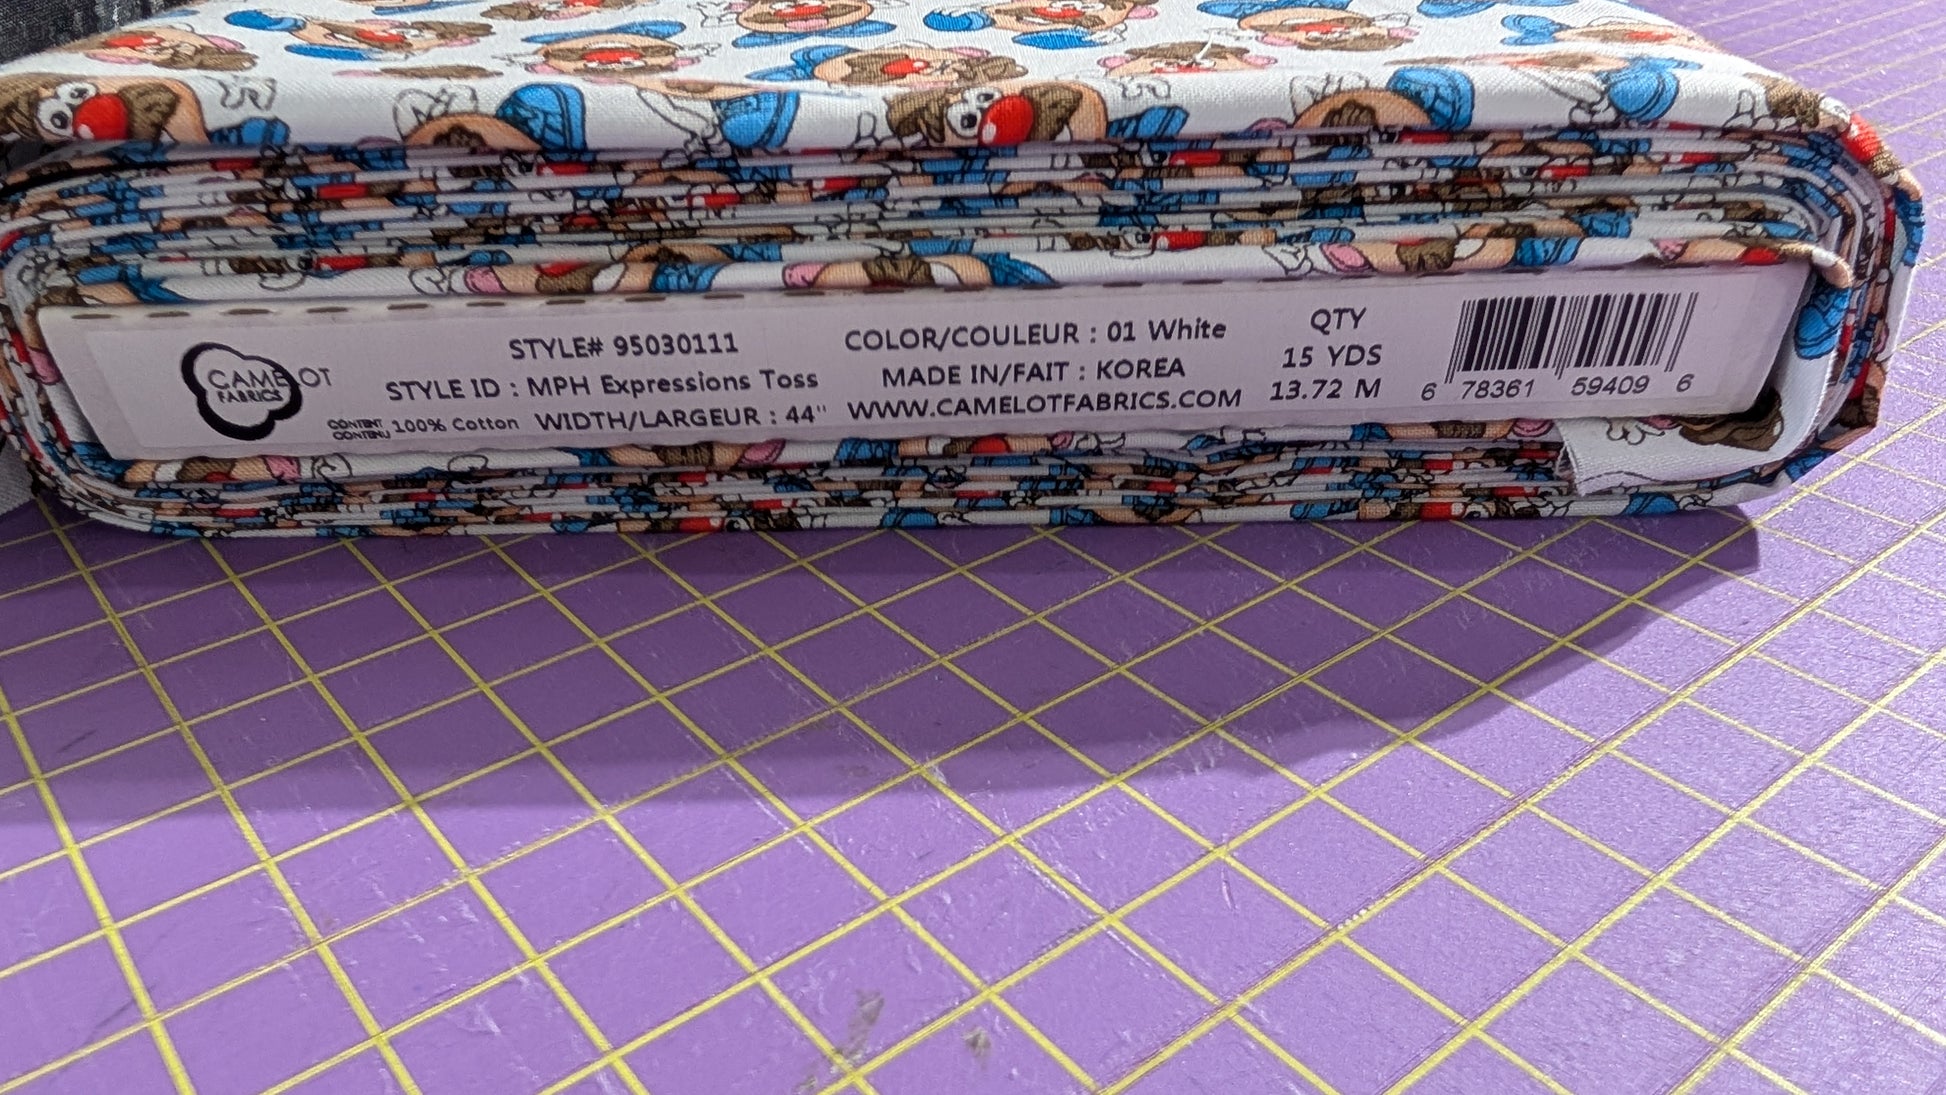 CAMELOT
FABRICS
STYLE# 95030111
STYLE ID : MPH Expressions Toss
CONTENT
CONTENU
100% Cotton WIDTH/LARGEUR : 44"
COLOR/COULEUR : 01 White
MADE IN/FAIT : KOREA
WWW.CAMELOTFABRICS.COM
QTY
15 YDS
13.72 M
6 78361 59409 6